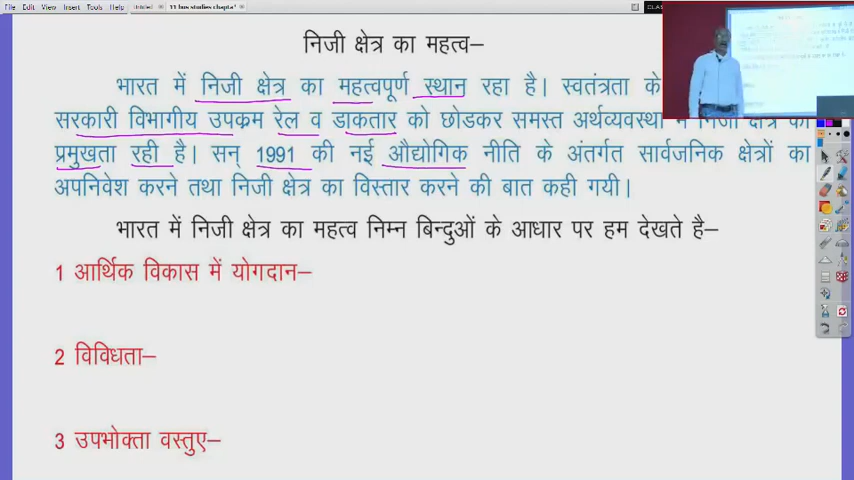 File Edit View Insert Tools Help Untitled 11 bus studies chapta*
निजी क्षेत्र का महत्व–
भारत में निजी क्षेत्र का महत्वपूर्ण स्थान रहा है। स्वतंत्रता के
सरकारी विभागीय उपक्रम रेल व डाकतार को छोडकर समस्त अर्थव्यवस्था में निजी क्षेत्र की
प्रमुखता रही है। सन् 1991 की नई औद्योगिक नीति के अंतर्गत सार्वजनिक क्षेत्रों का
अपनिवेश करने तथा निजी क्षेत्र का विस्तार करने की बात कही गयी।
भारत में निजी क्षेत्र का महत्व निम्न बिन्दुओं के आधार पर हम देखते है–
1 आर्थिक विकास में योगदान–
2 विविधता–
3 उपभोक्ता वस्तुए–